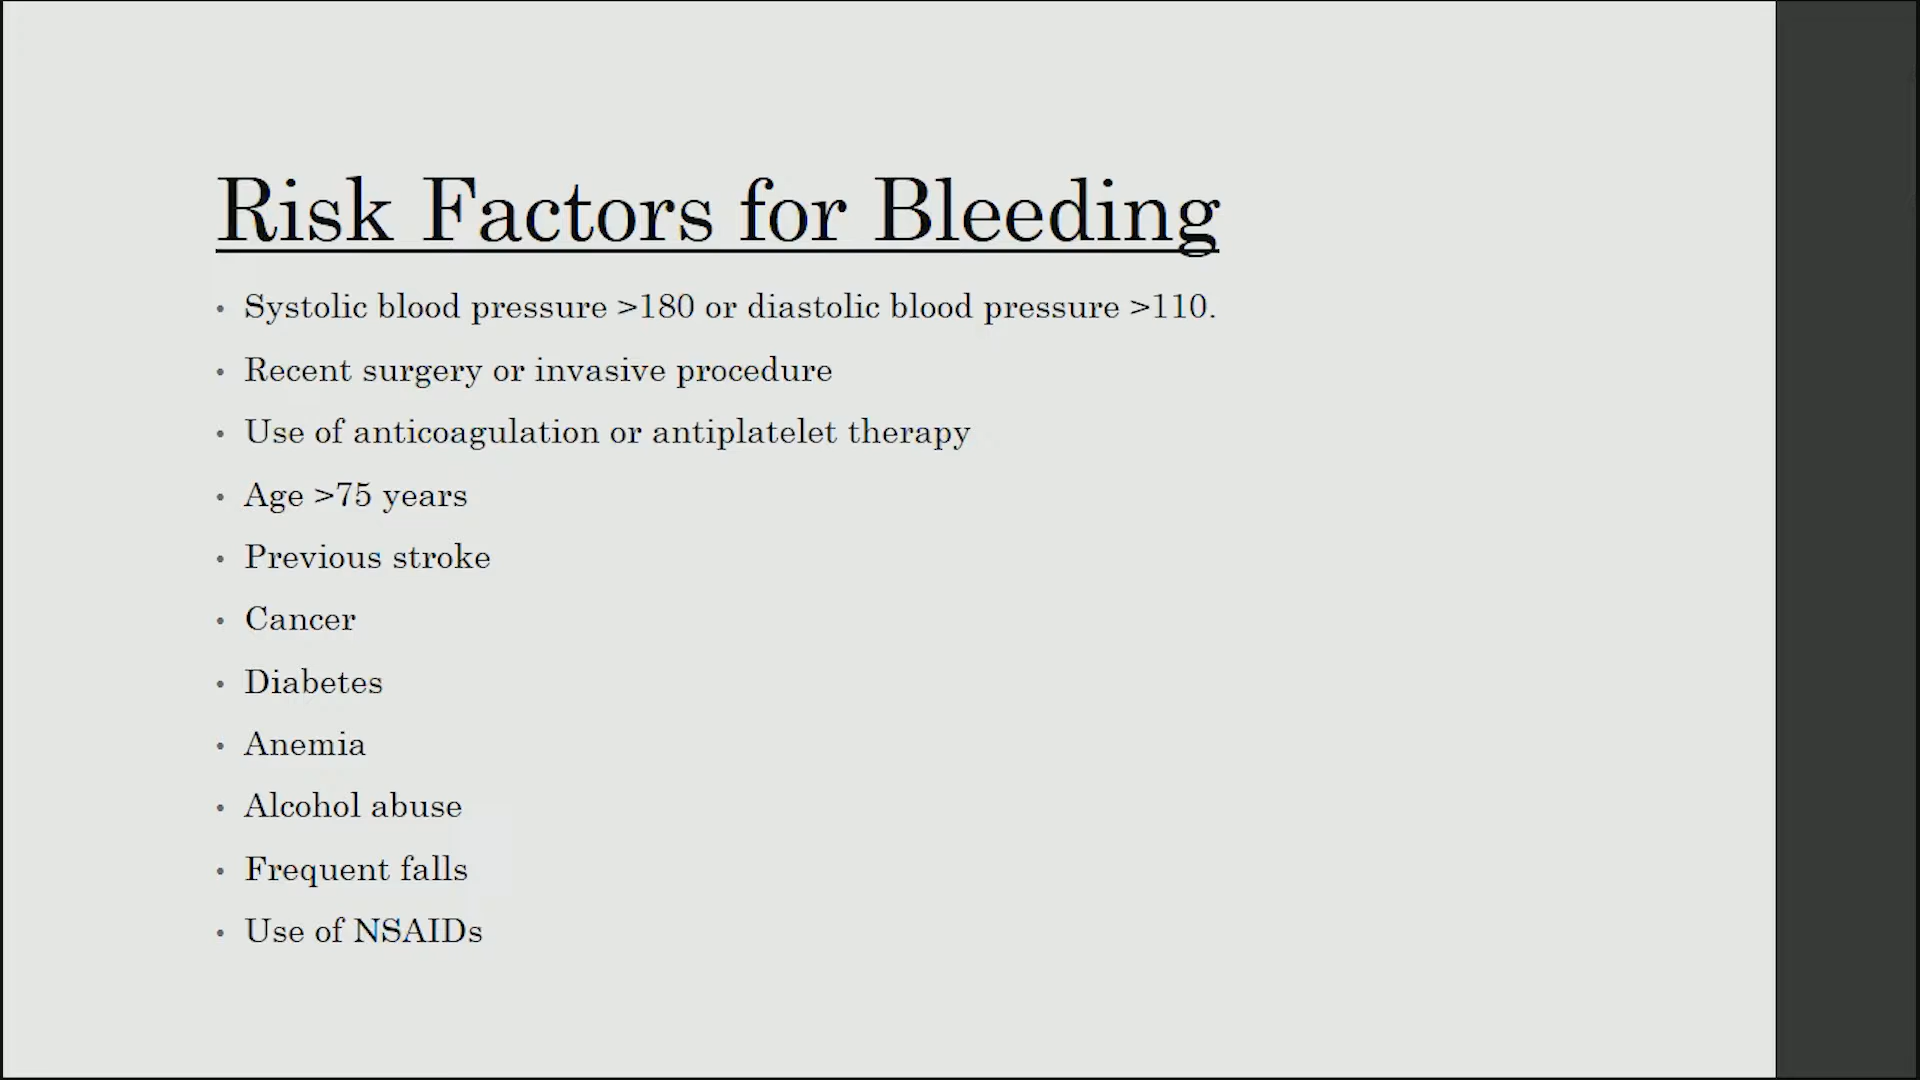 Risk Factors for Bleeding
• Systolic blood pressure >180 or diastolic blood pressure >110.
• Recent surgery or invasive procedure
• Use of anticoagulation or antiplatelet therapy
• Age >75 years
• Previous stroke
• Cancer
• Diabetes
• Anemia
• Alcohol abuse
• Frequent falls
• Use of NSAIDs